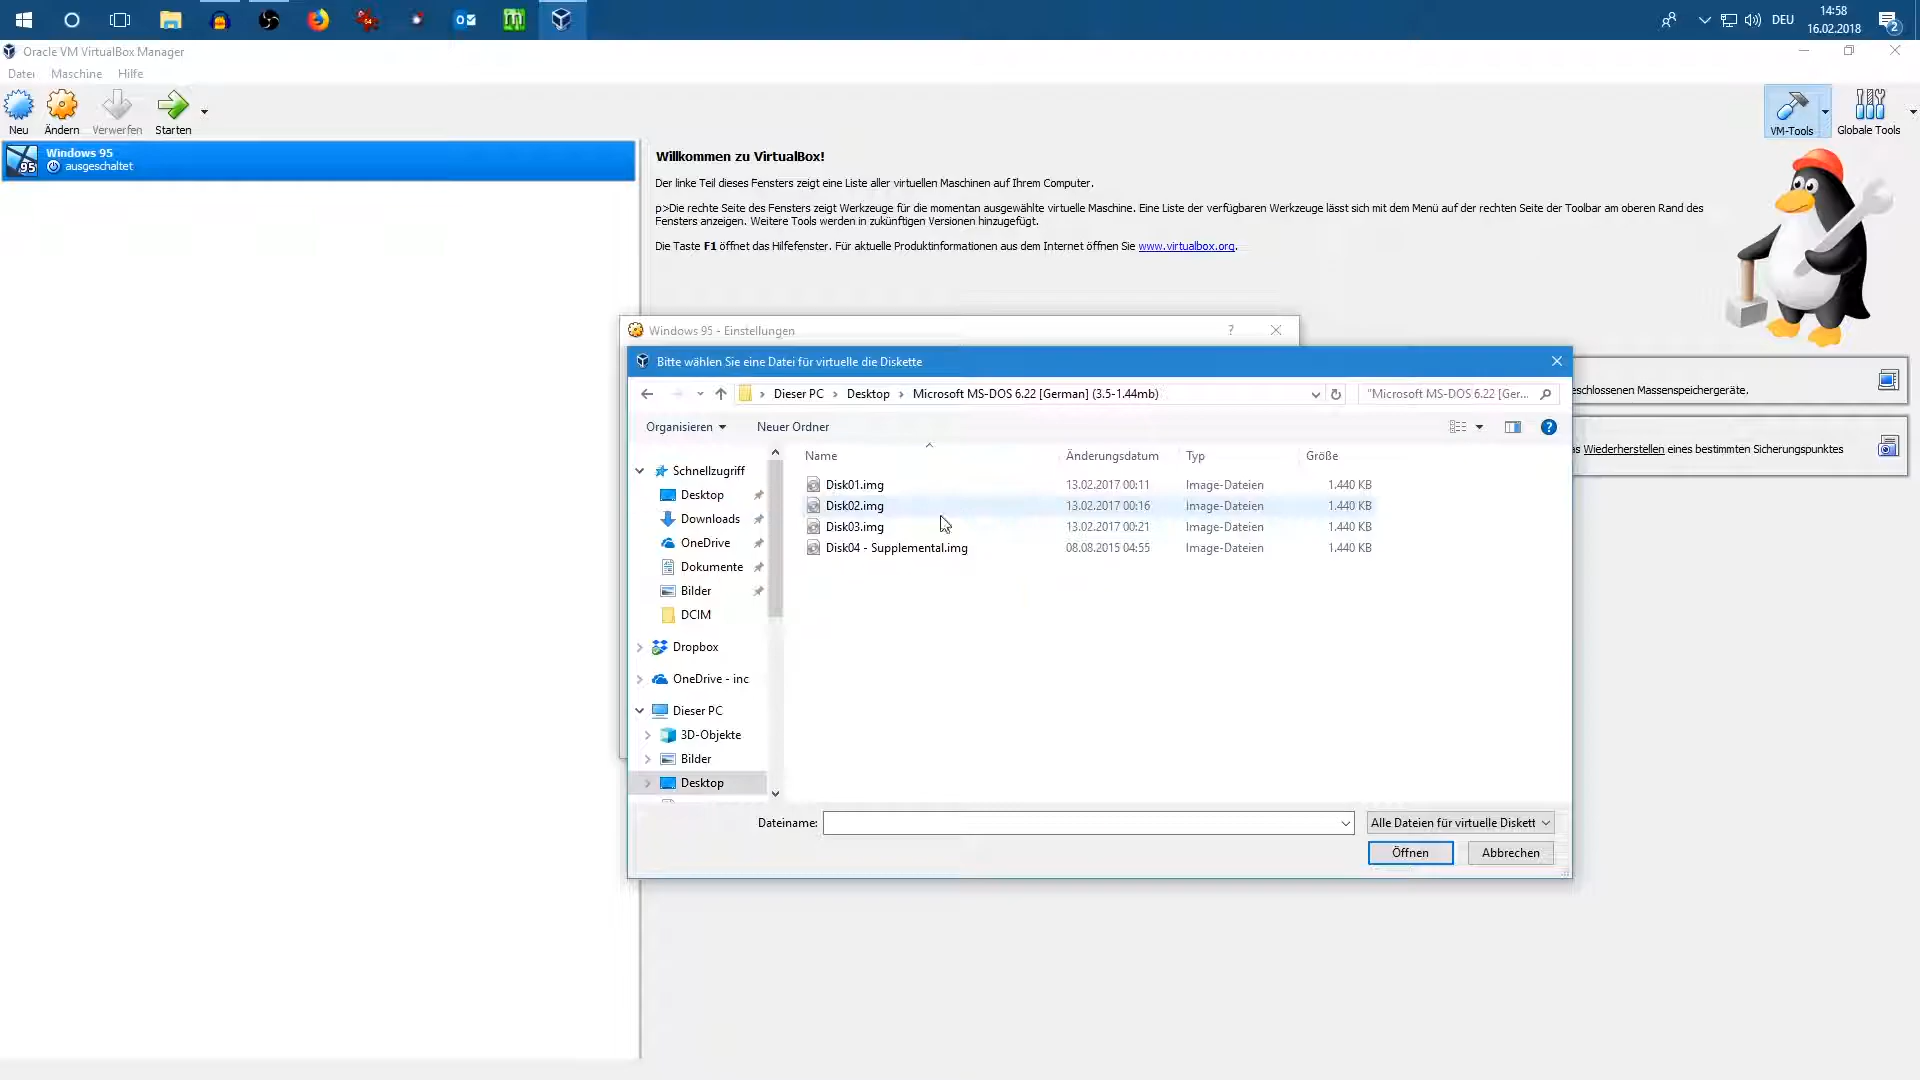 DEU
14:58
16.02.2018
2
Oracle VM VirtualBox Manager
Datei Maschine Hilfe
Neu Ändern Verwerfen Starten
VM-Tools Globale Tools
Windows 95
ausgeschaltet
95
Willkommen zu VirtualBox!
Der linke Teil dieses Fensters zeigt eine Liste aller virtuellen Maschinen auf Ihrem Computer.
p>Die rechte Seite des Fensters zeigt Werkzeuge für die momentan ausgewählte virtuelle Maschine. Eine Liste der verfügbaren Werkzeuge lässt sich mit dem Menü auf der rechten Seite der Toolbar am oberen Rand des
Fensters anzeigen. Weitere Tools werden in zukünftigen Versionen hinzugefügt.
Die Taste F1 öffnet das Hilfefenster. Für aktuelle Produktinformationen aus dem Internet öffnen Sie www.virtualbox.org.
Windows 95 - Einstellungen ?
Bitte wählen Sie eine Datei für virtuelle die Diskette
eschlossenen Massenspeichergeräte.
as Wiederherstellen eines bestimmten Sicherungspunktes
Dieser PC › Desktop › Microsoft MS-DOS 6.22 [German] (3.5-1.44mb)
"Microsoft MS-DOS 6.22 [Ger...
Organisieren Neuer Ordner
?
Name Änderungsdatum Typ Größe
Disk01.img 13.02.2017 00:11 Image-Dateien 1.440 KB
Disk02.img 13.02.2017 00:16 Image-Dateien 1.440 KB
Disk03.img 13.02.2017 00:21 Image-Dateien 1.440 KB
Disk04 - Supplemental.img 08.08.2015 04:55 Image-Dateien 1.440 KB
Schnellzugriff
Desktop
Downloads
OneDrive
Dokumente
Bilder
DCIM
Dropbox
OneDrive - inc
Dieser PC
3D-Objekte
Bilder
Desktop
Dateiname:
Alle Dateien für virtuelle Diskett
Öffnen Abbrechen